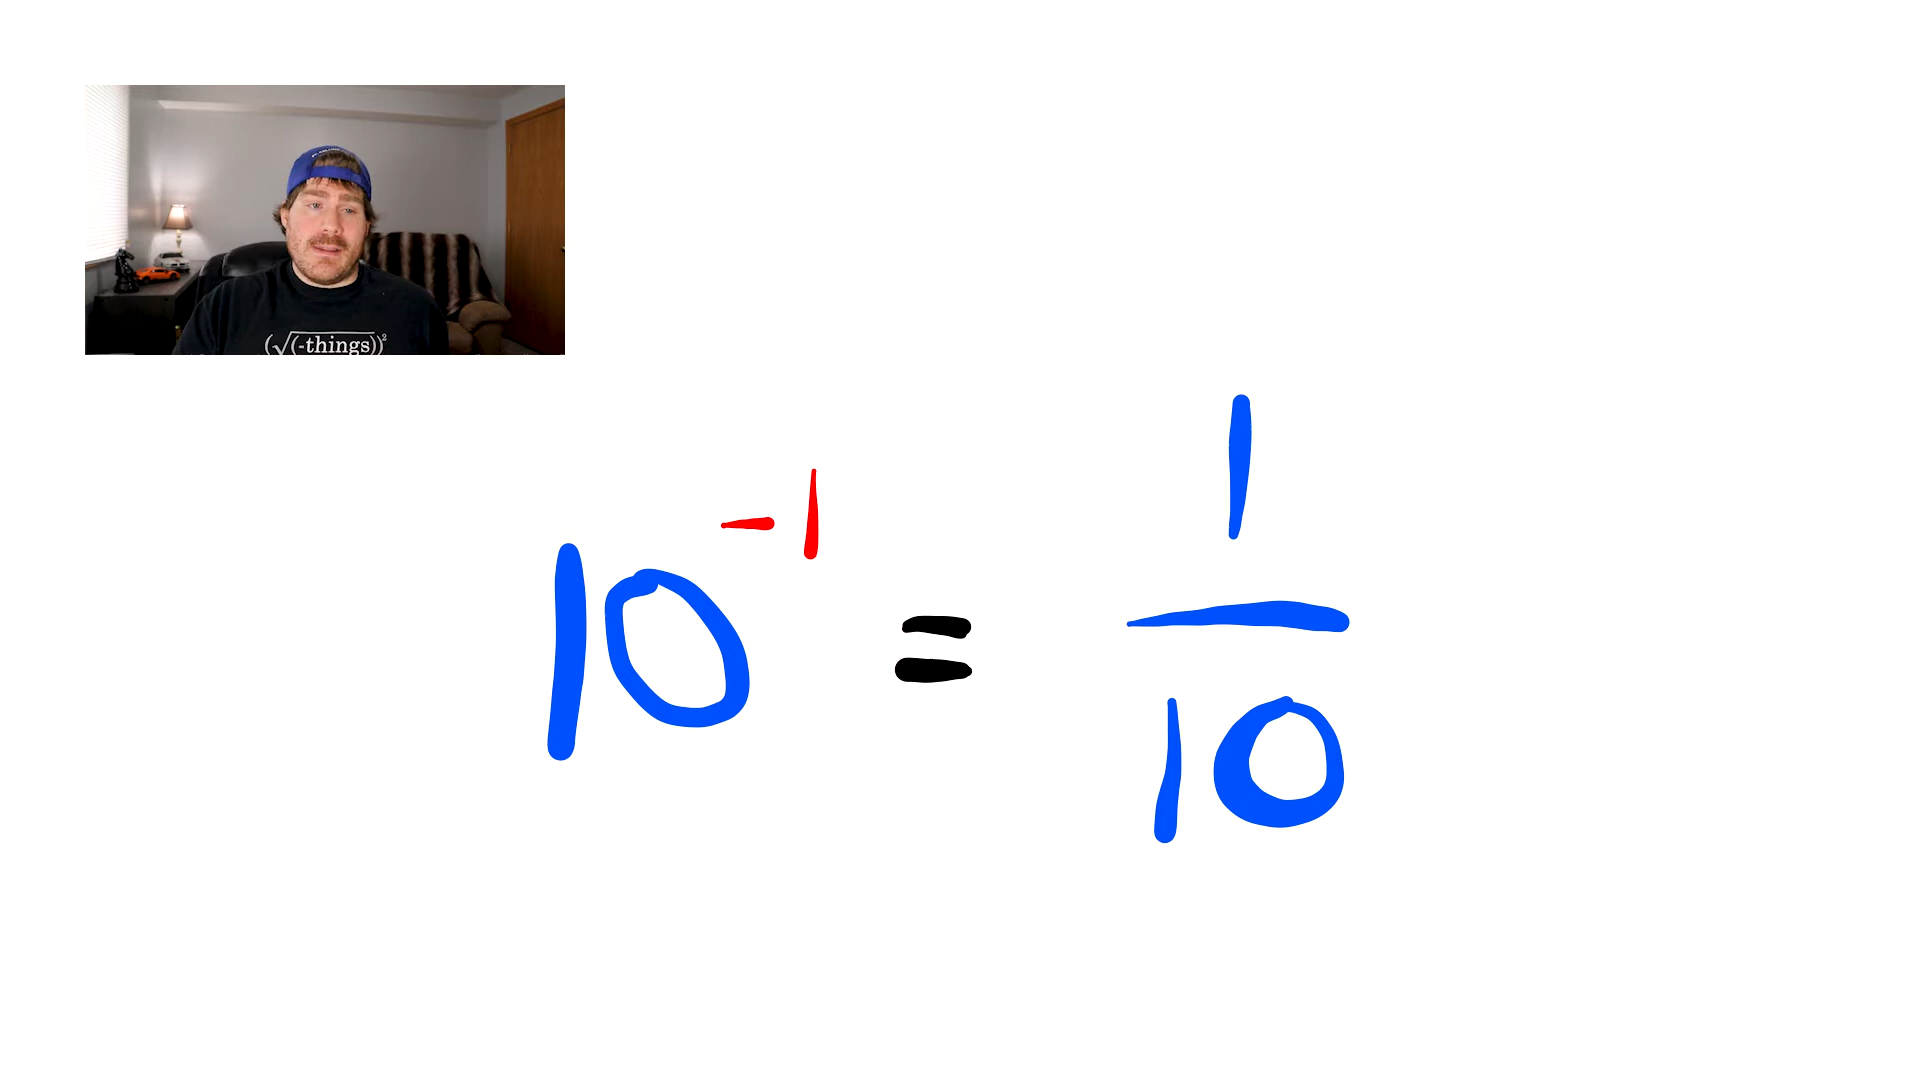 (√(-things))²
10⁻¹ = 1/10